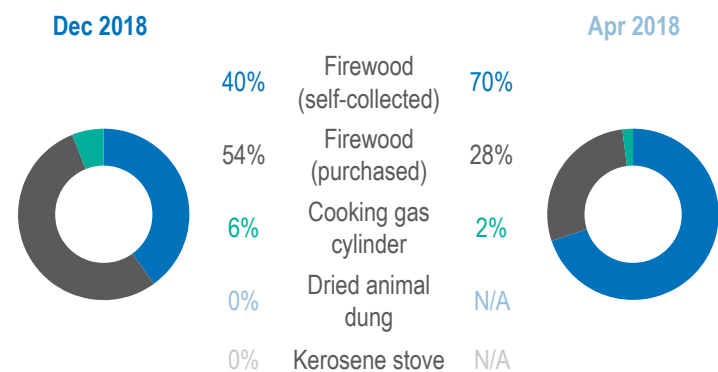 Dec 2018
Apr 2018
40%
Firewood
(self-collected)
70%
54%
Firewood
(purchased)
28%
6%
Cooking gas
cylinder
2%
0%
Dried animal
dung
N/A
0%
Kerosene stove
N/A